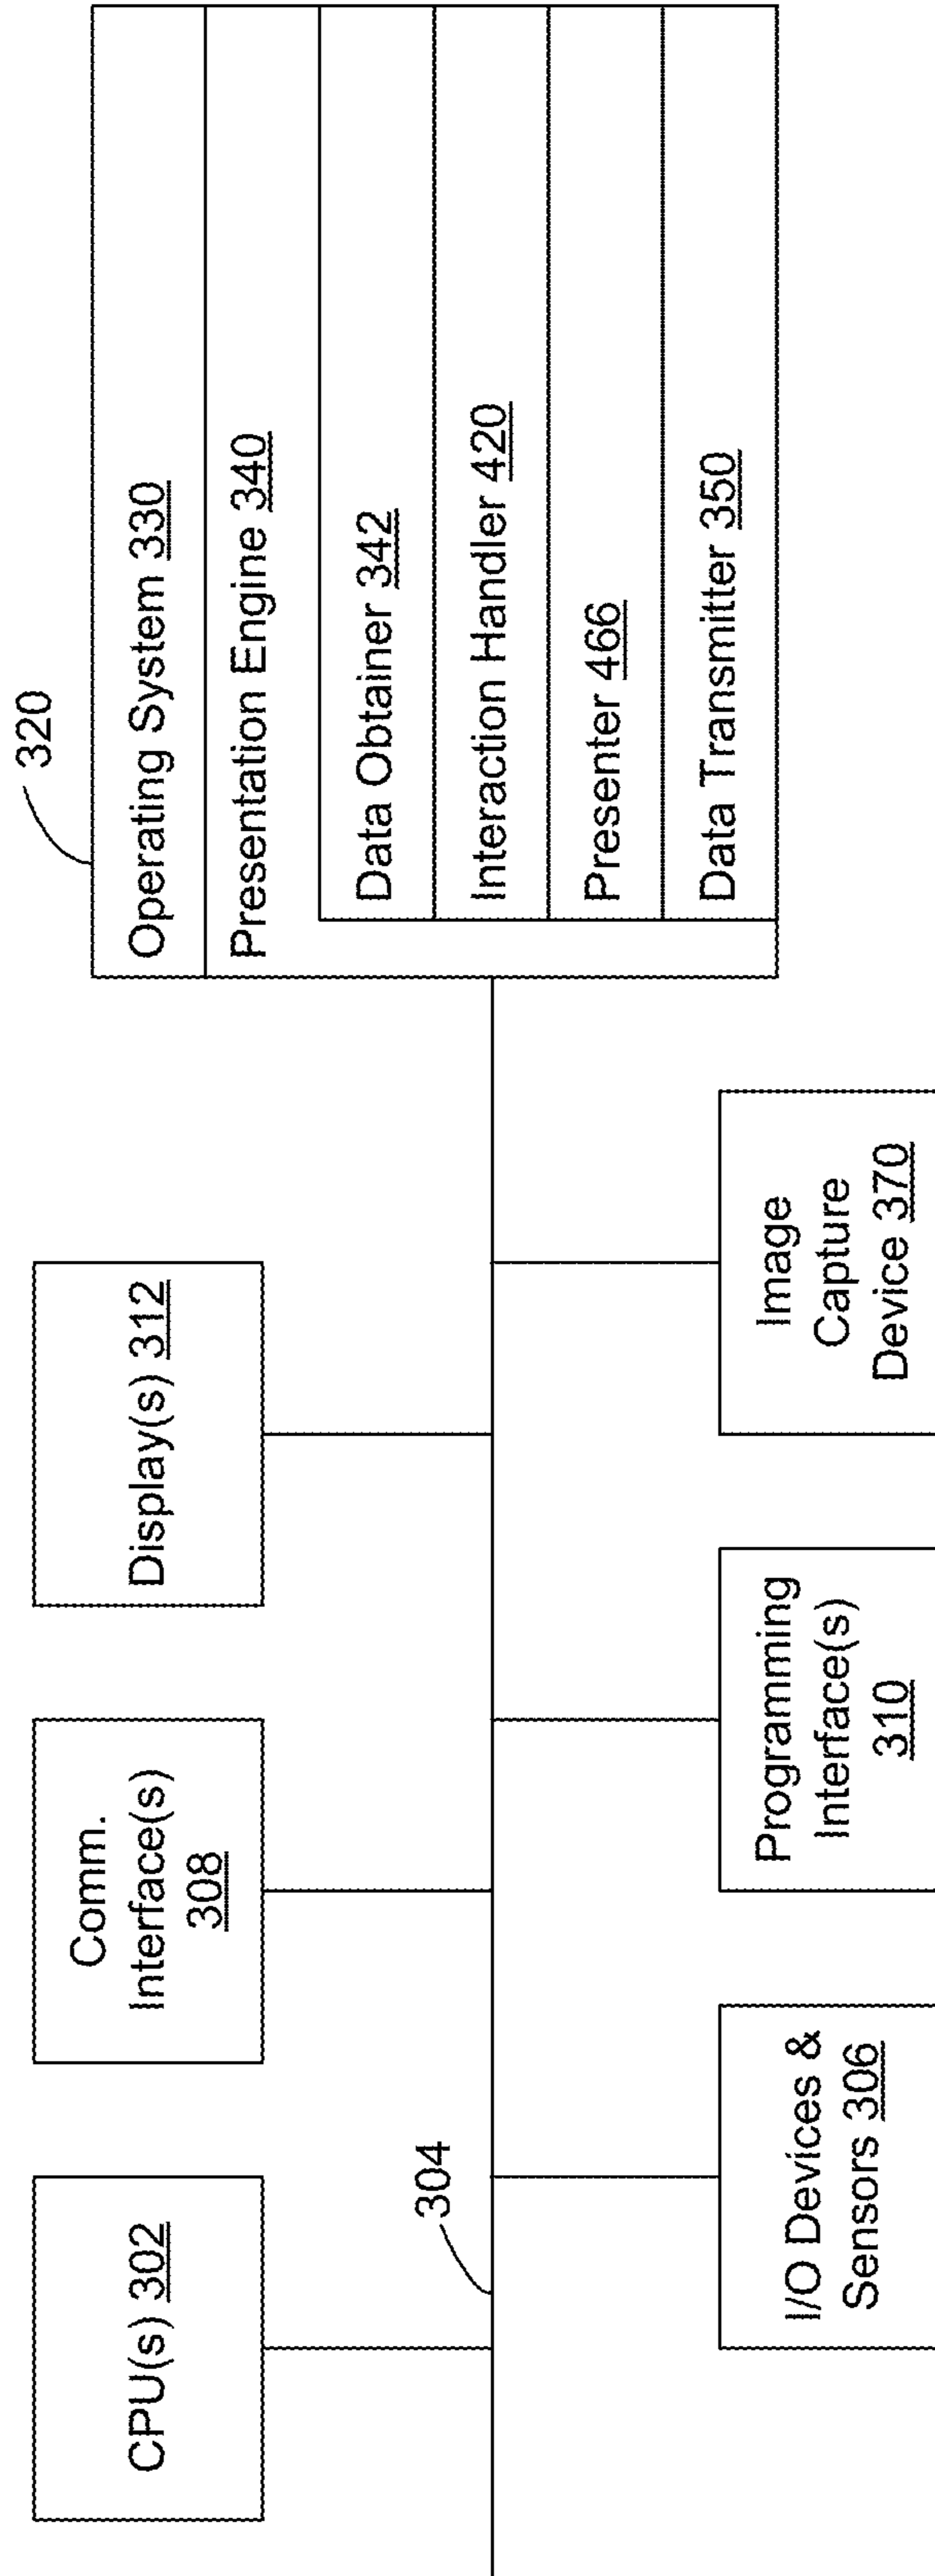 CPU(s) 302
Comm.
Interface(s)
308
Display(s) 312
304
I/O Devices &
Sensors 306
Programming
Interface(s)
310
Image
Capture
Device 370
320
Operating System 330
Presentation Engine 340
Data Obtainer 342
Interaction Handler 420
Presenter 466
Data Transmitter 350